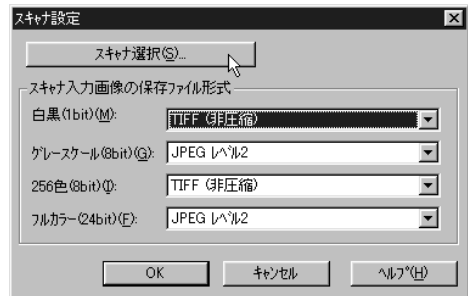 スキャナ設定
スキャナ選択(S)...
スキャナ入力画像の保存ファイル形式
白黒(1bit)(M): TIFF (非圧縮)
グレースケール(8bit)(G): JPEG レベル2
256色(8bit)(I): TIFF (非圧縮)
フルカラー(24bit)(F): JPEG レベル2
OK キャンセル ヘルプ(H)